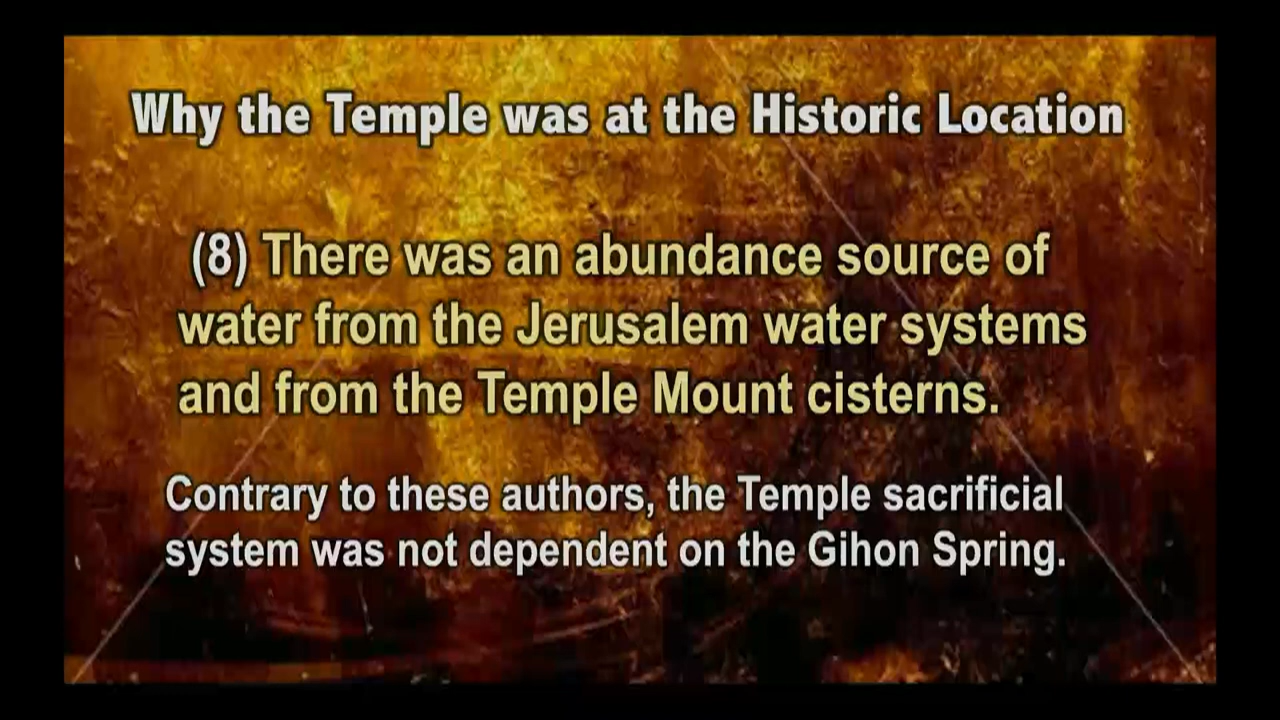 Why the Temple was at the Historic Location
(8) There was an abundance source of
water from the Jerusalem water systems
and from the Temple Mount cisterns.
Contrary to these authors, the Temple sacrificial
system was not dependent on the Gihon Spring.